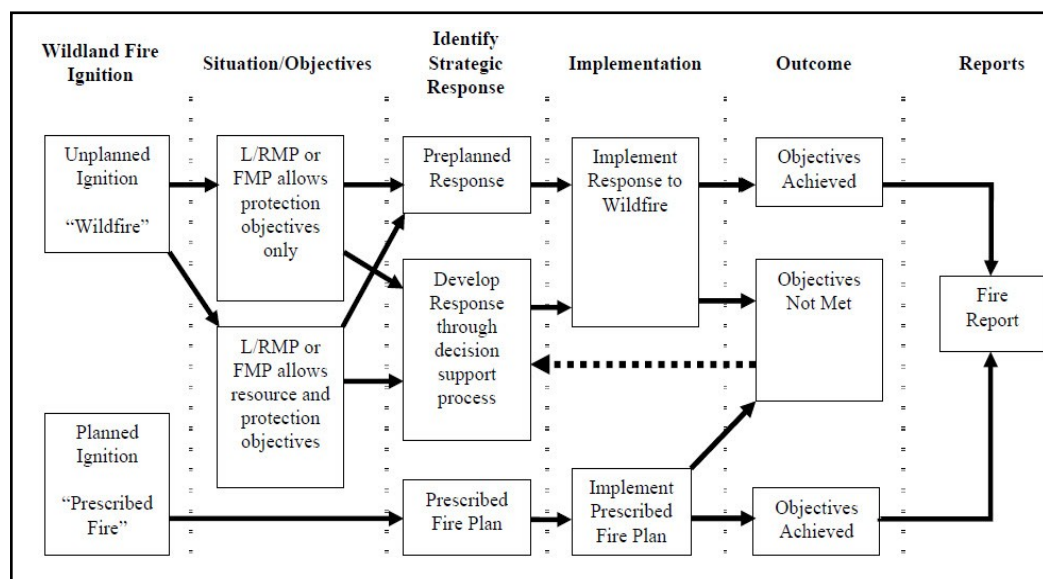 Wildland Fire
Ignition
Situation/Objectives
Identify
Strategic
Response
Implementation
Outcome
Reports
Unplanned
Ignition
“Wildfire”
L/RMP or
FMP allows
protection
objectives
only
Preplanned
Response
Implement
Response to
Wildfire
Objectives
Achieved
Develop
Response
through
decision
support
process
Objectives
Not Met
Fire
Report
L/RMP or
FMP allows
resource and
protection
objectives
Planned
Ignition
“Prescribed
Fire”
Prescribed
Fire Plan
Implement
Prescribed
Fire Plan
Objectives
Achieved